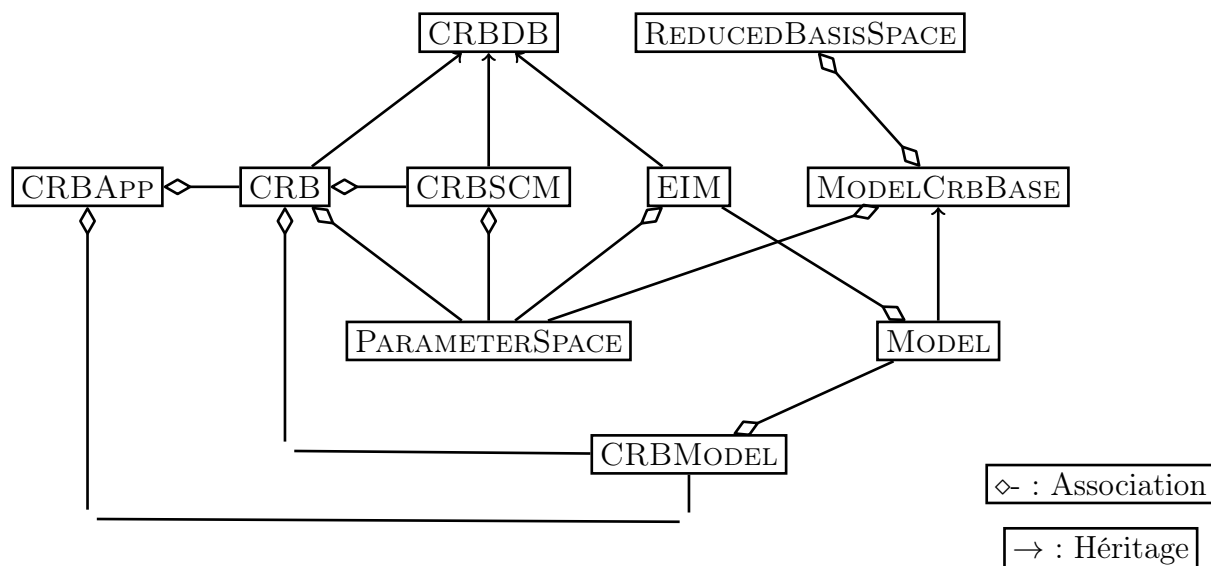 CRBDB
REDUCEDBASISSPACE
CRBAPP
CRB
CRBSCM
EIM
MODELCRBBASE
PARAMETERSPACE
MODEL
CRBMODEL
⋄- : Association
→ : Héritage